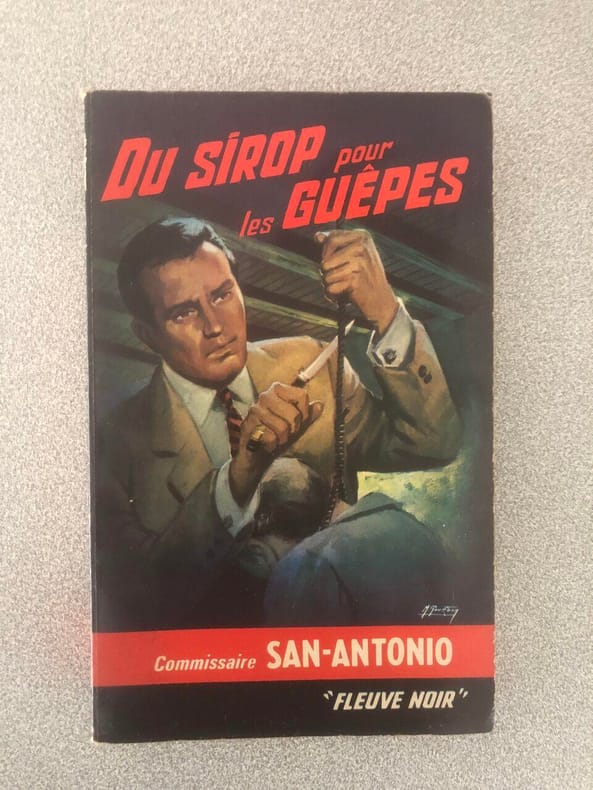 DU SIROP pour
les GUÊPES
Commissaire SAN-ANTONIO
"FLEUVE NOIR"